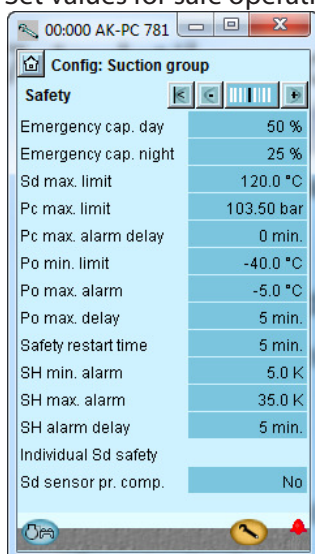 Set values for safe operati
00:000 AK-PC 781
Config: Suction group
Safety
Emergency cap. day 50 %
Emergency cap. night 25 %
Sd max. limit 120.0 °C
Pc max. limit 103.50 bar
Pc max. alarm delay 0 min.
Po min. limit -40.0 °C
Po max. alarm -5.0 °C
Po max. delay 5 min.
Safety restart time 5 min.
SH min. alarm 5.0 K
SH max. alarm 35.0 K
SH alarm delay 5 min.
Individual Sd safety
Sd sensor pr. comp. No